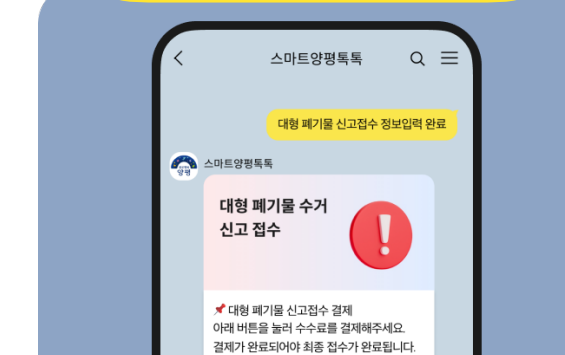 스마트양평톡톡
대형 폐기물 신고접수 정보입력 완료
양평
스마트양평톡톡
대형 폐기물 수거
신고 접수
대형 폐기물 신고접수 결제
아래 버튼을 눌러 수수료를 결제해주세요.
결제가 완료되어야 최종 접수가 완료됩니다.